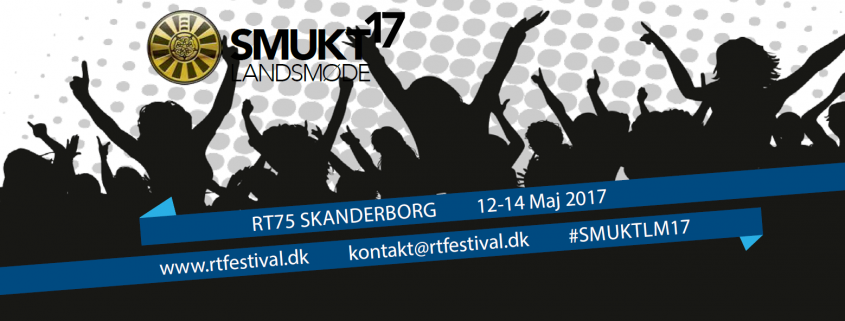 SMUKT17
LANDSMØDE
RT75 SKANDERBORG 12-14 Maj 2017
www.rtfestival.dk kontakt@rtfestival.dk #SMUKTLM17